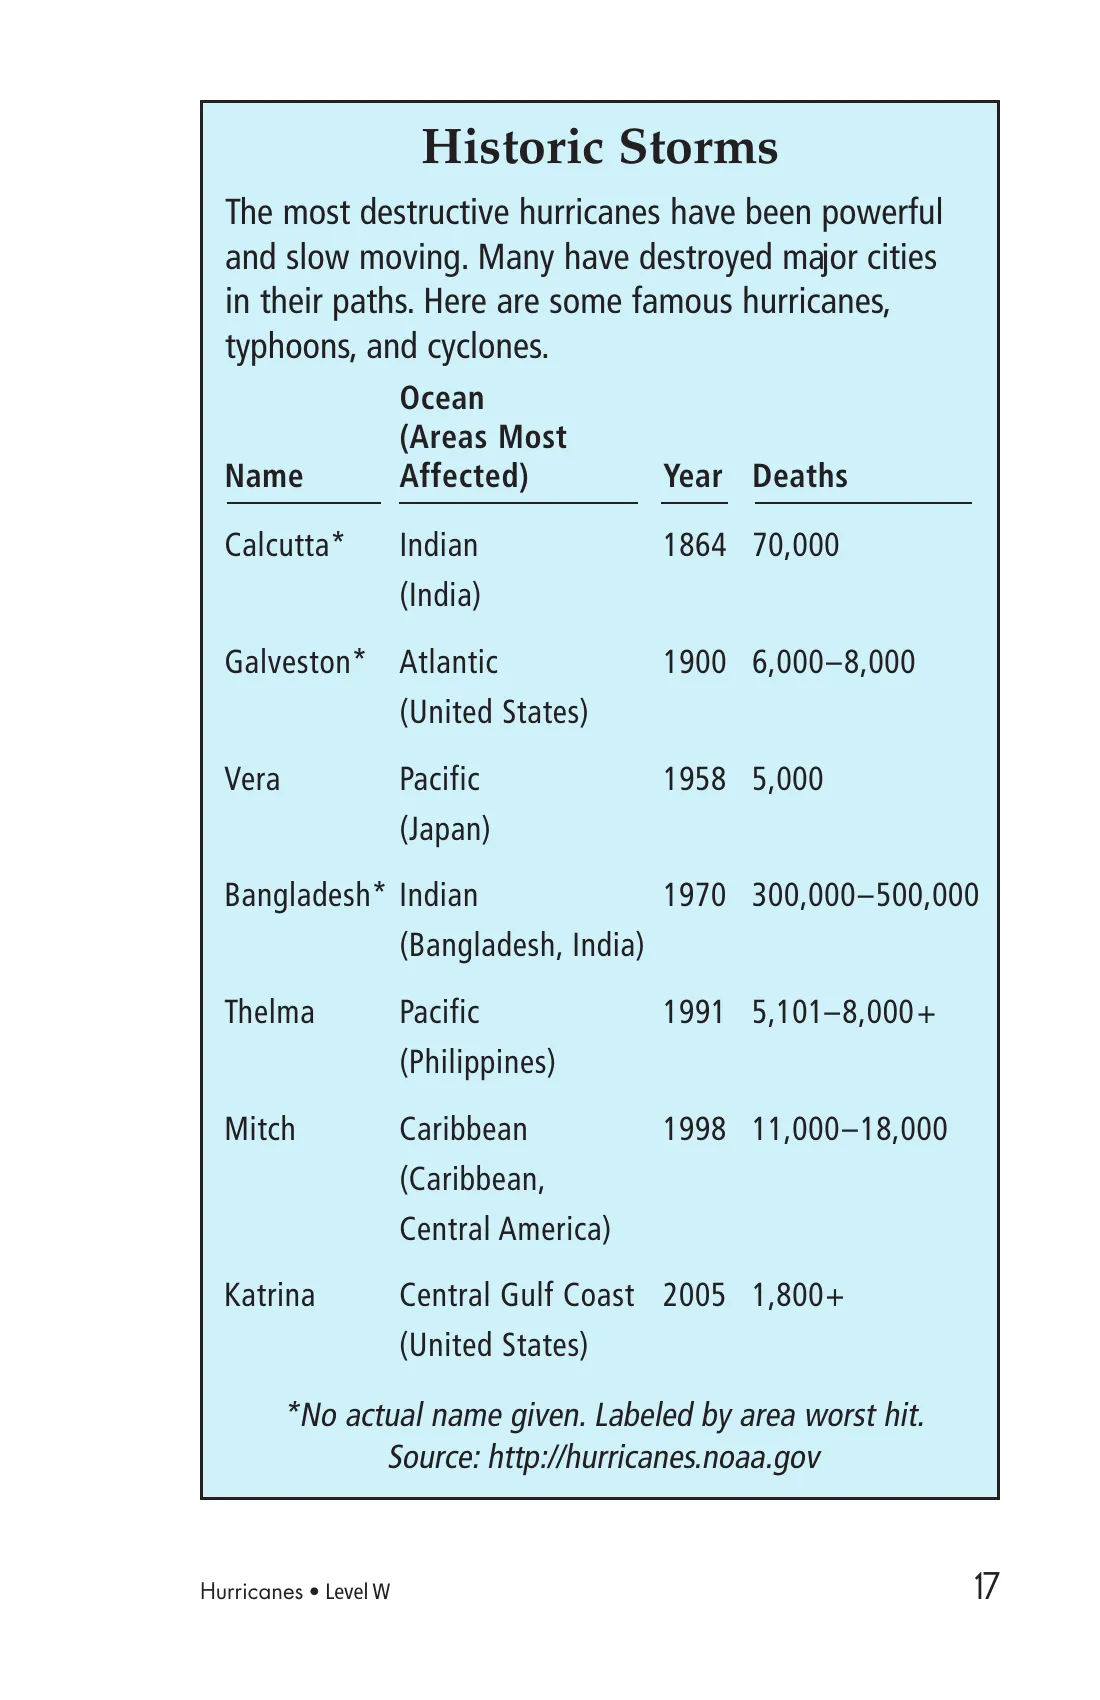 Historic Storms
The most destructive hurricanes have been powerful
and slow moving. Many have destroyed major cities
in their paths. Here are some famous hurricanes,
typhoons, and cyclones.
Ocean
(Areas Most
Name Affected) Year Deaths
Calcutta* Indian 1864 70,000
(India)
Galveston* Atlantic 1900 6,000–8,000
(United States)
Vera Pacific 1958 5,000
(Japan)
Bangladesh* Indian 1970 300,000–500,000
(Bangladesh, India)
Thelma Pacific 1991 5,101–8,000+
(Philippines)
Mitch Caribbean 1998 11,000–18,000
(Caribbean,
Central America)
Katrina Central Gulf Coast 2005 1,800+
(United States)
*No actual name given. Labeled by area worst hit.
Source: http://hurricanes.noaa.gov
Hurricanes • Level W 17